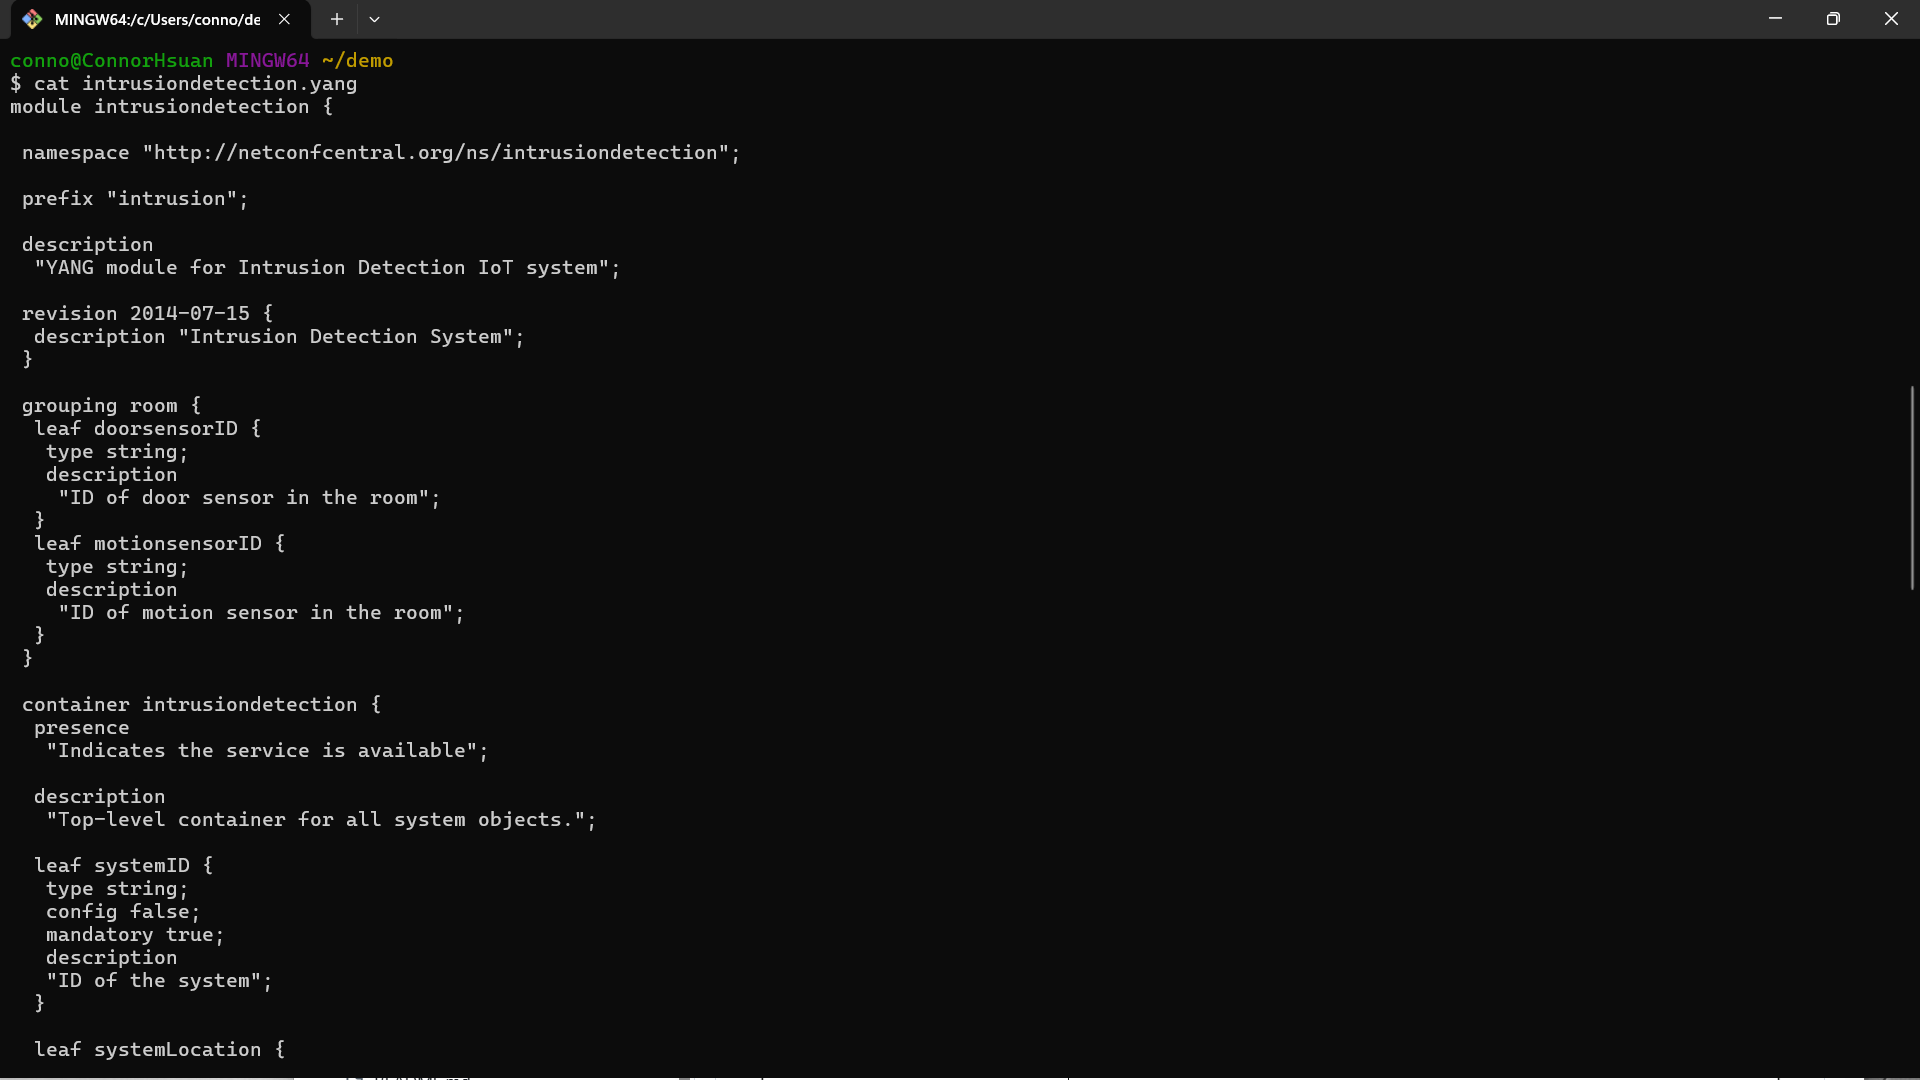 MINGW64:/c/Users/conno/de
conno@ConnorHsuan MINGW64 ~/demo
$ cat intrusiondetection.yang
module intrusiondetection {
namespace "http://netconfcentral.org/ns/intrusiondetection";
prefix "intrusion";
description
"YANG module for Intrusion Detection IoT system";
revision 2014-07-15 {
description "Intrusion Detection System";
}
grouping room {
leaf doorsensorID {
type string;
description
"ID of door sensor in the room";
}
leaf motionsensorID {
type string;
description
"ID of motion sensor in the room";
}
}
container intrusiondetection {
presence
"Indicates the service is available";
description
"Top-level container for all system objects.";
leaf systemID {
type string;
config false;
mandatory true;
description
"ID of the system";
}
leaf systemLocation {